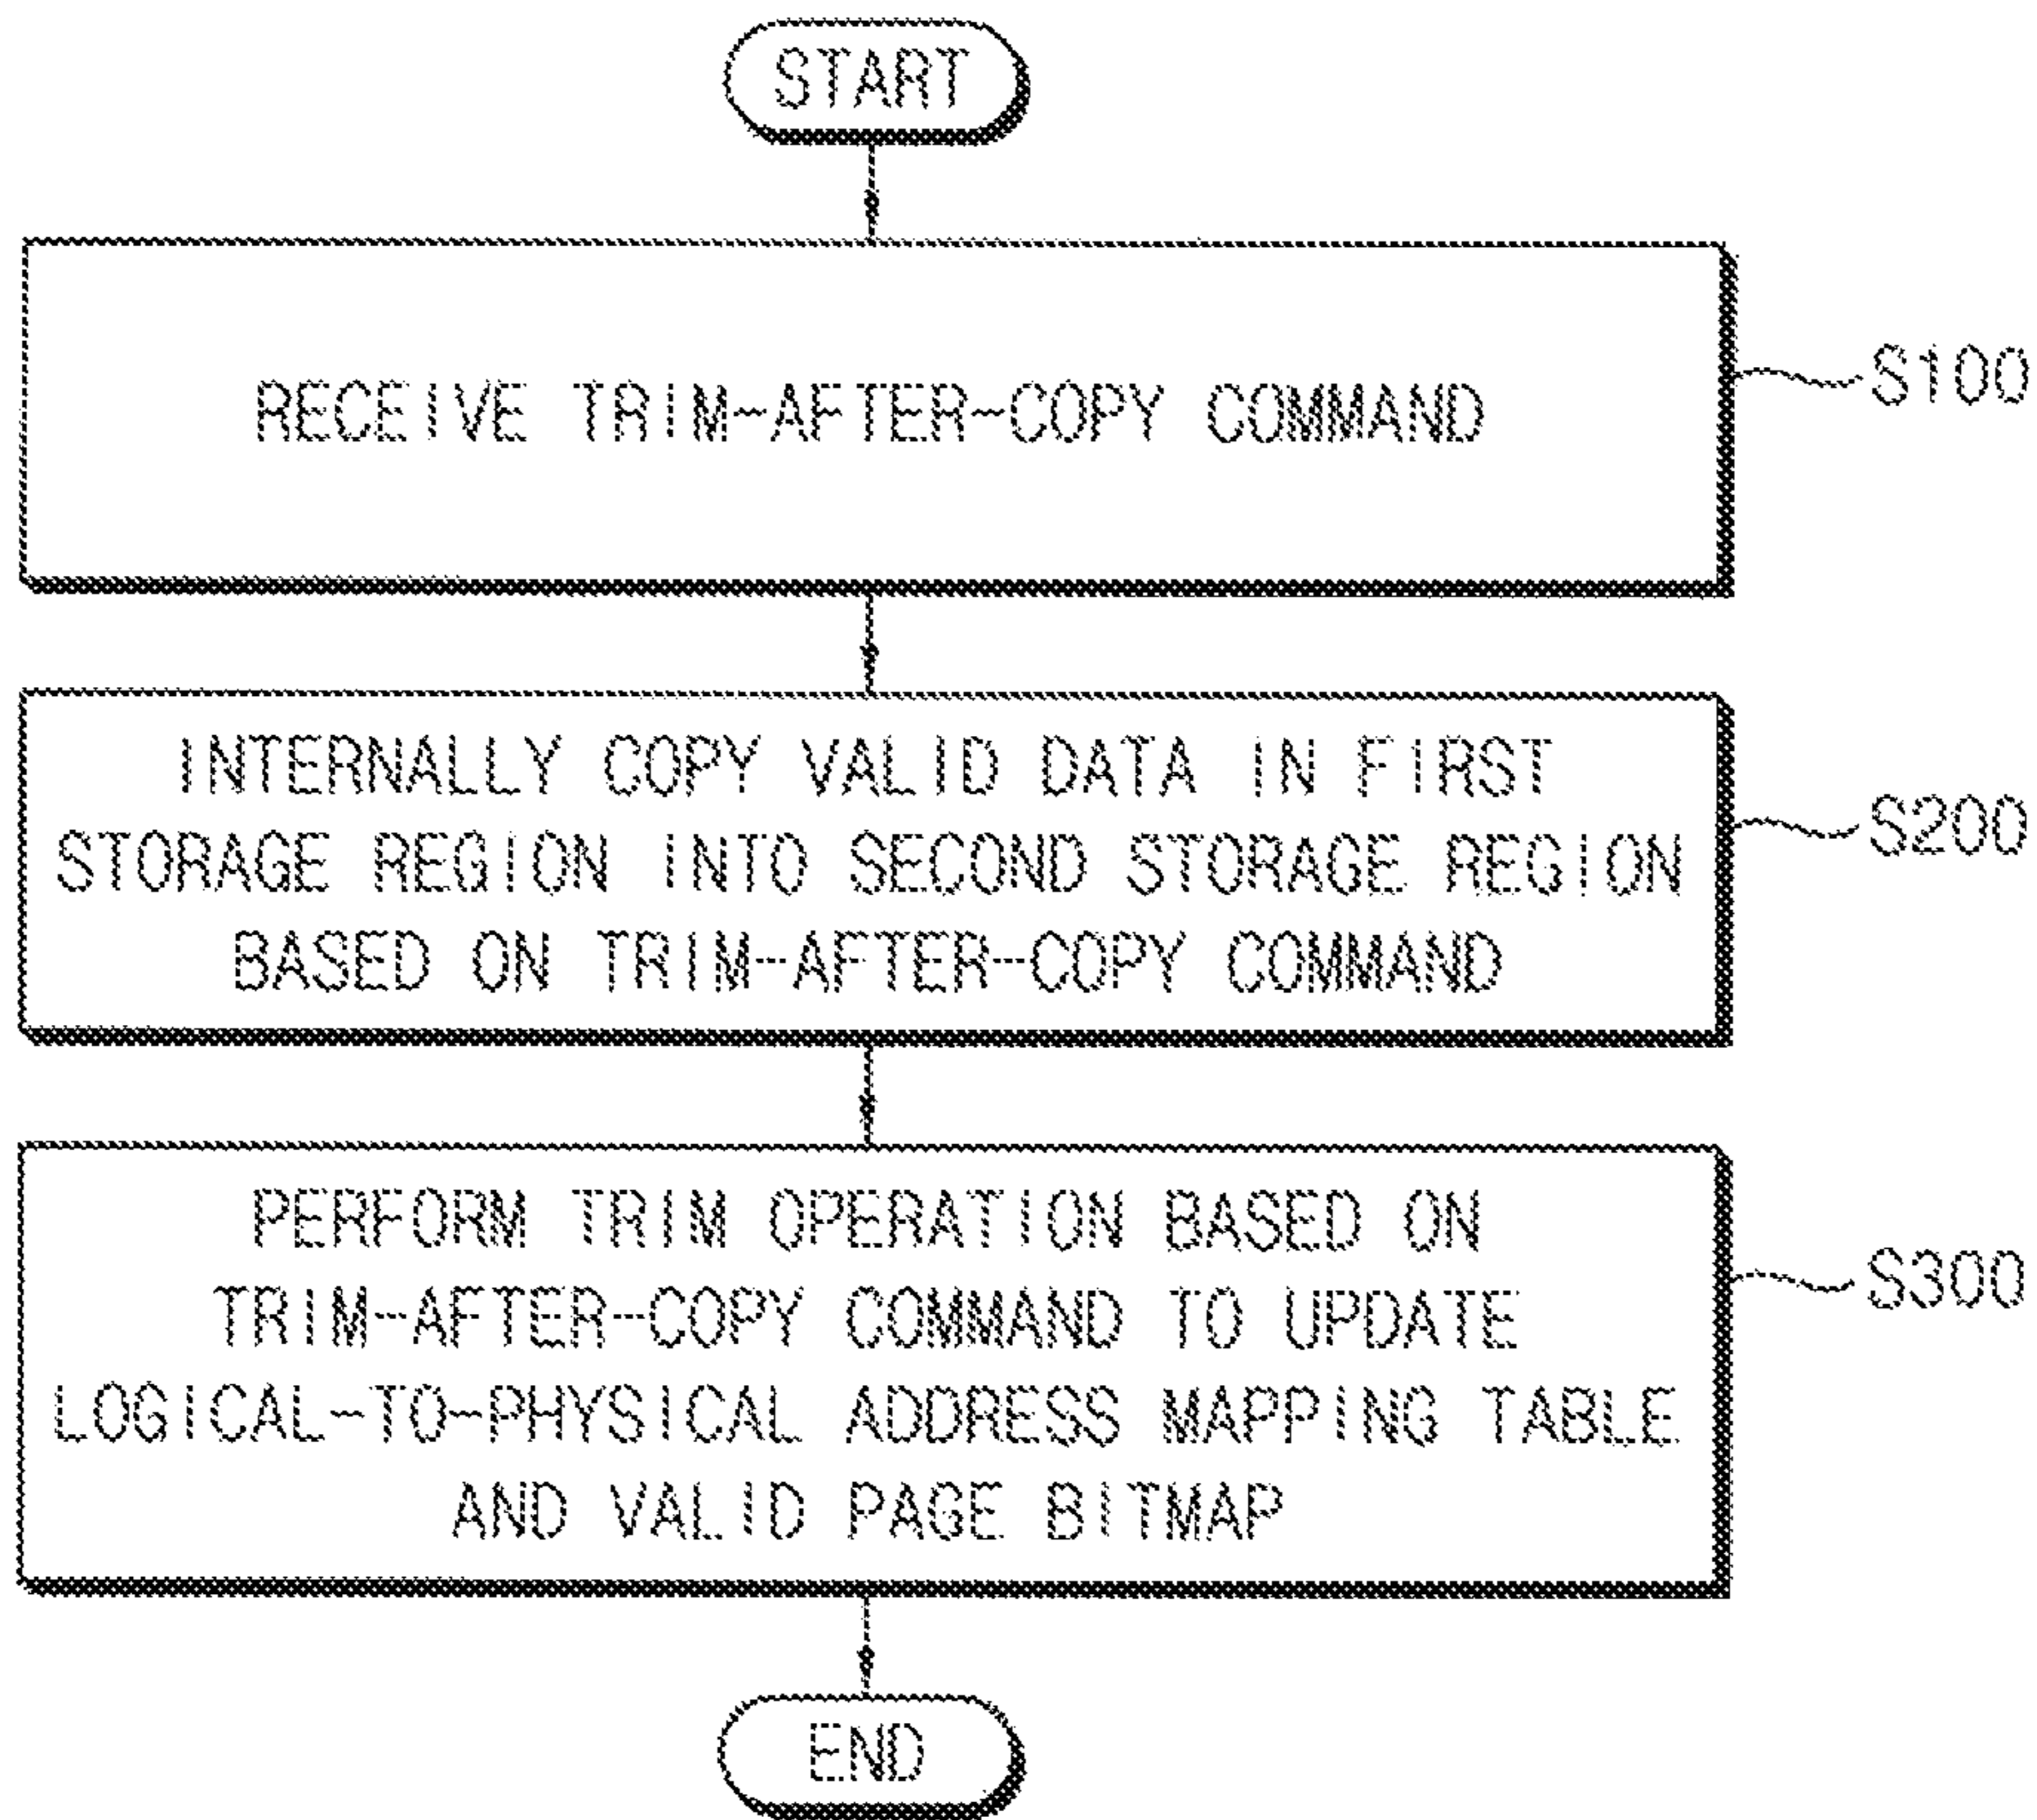 START
RECEIVE TRIM-AFTER-COPY COMMAND
S100
INTERNALLY COPY VALID DATA IN FIRST
STORAGE REGION INTO SECOND STORAGE REGION
BASED ON TRIM-AFTER-COPY COMMAND
S200
PERFORM TRIM OPERATION BASED ON
TRIM-AFTER-COPY COMMAND TO UPDATE
LOGICAL-TO-PHYSICAL ADDRESS MAPPING TABLE
AND VALID PAGE BITMAP
S300
END